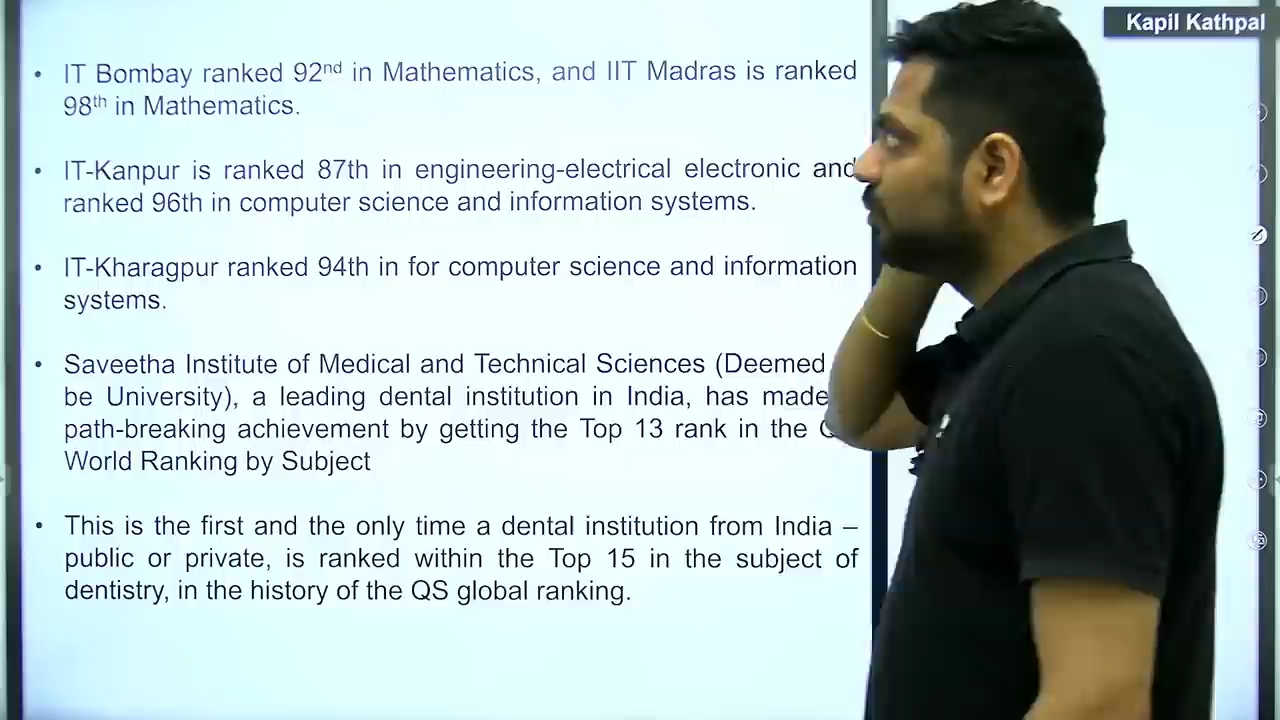 Kapil Kathpal
• IT Bombay ranked 92nd in Mathematics, and IIT Madras is ranked
98th in Mathematics.
• IT-Kanpur is ranked 87th in engineering-electrical electronic and
ranked 96th in computer science and information systems.
• IT-Kharagpur ranked 94th in for computer science and information
systems.
• Saveetha Institute of Medical and Technical Sciences (Deemed
be University), a leading dental institution in India, has made
path-breaking achievement by getting the Top 13 rank in the
World Ranking by Subject
• This is the first and the only time a dental institution from India –
public or private, is ranked within the Top 15 in the subject of
dentistry, in the history of the QS global ranking.